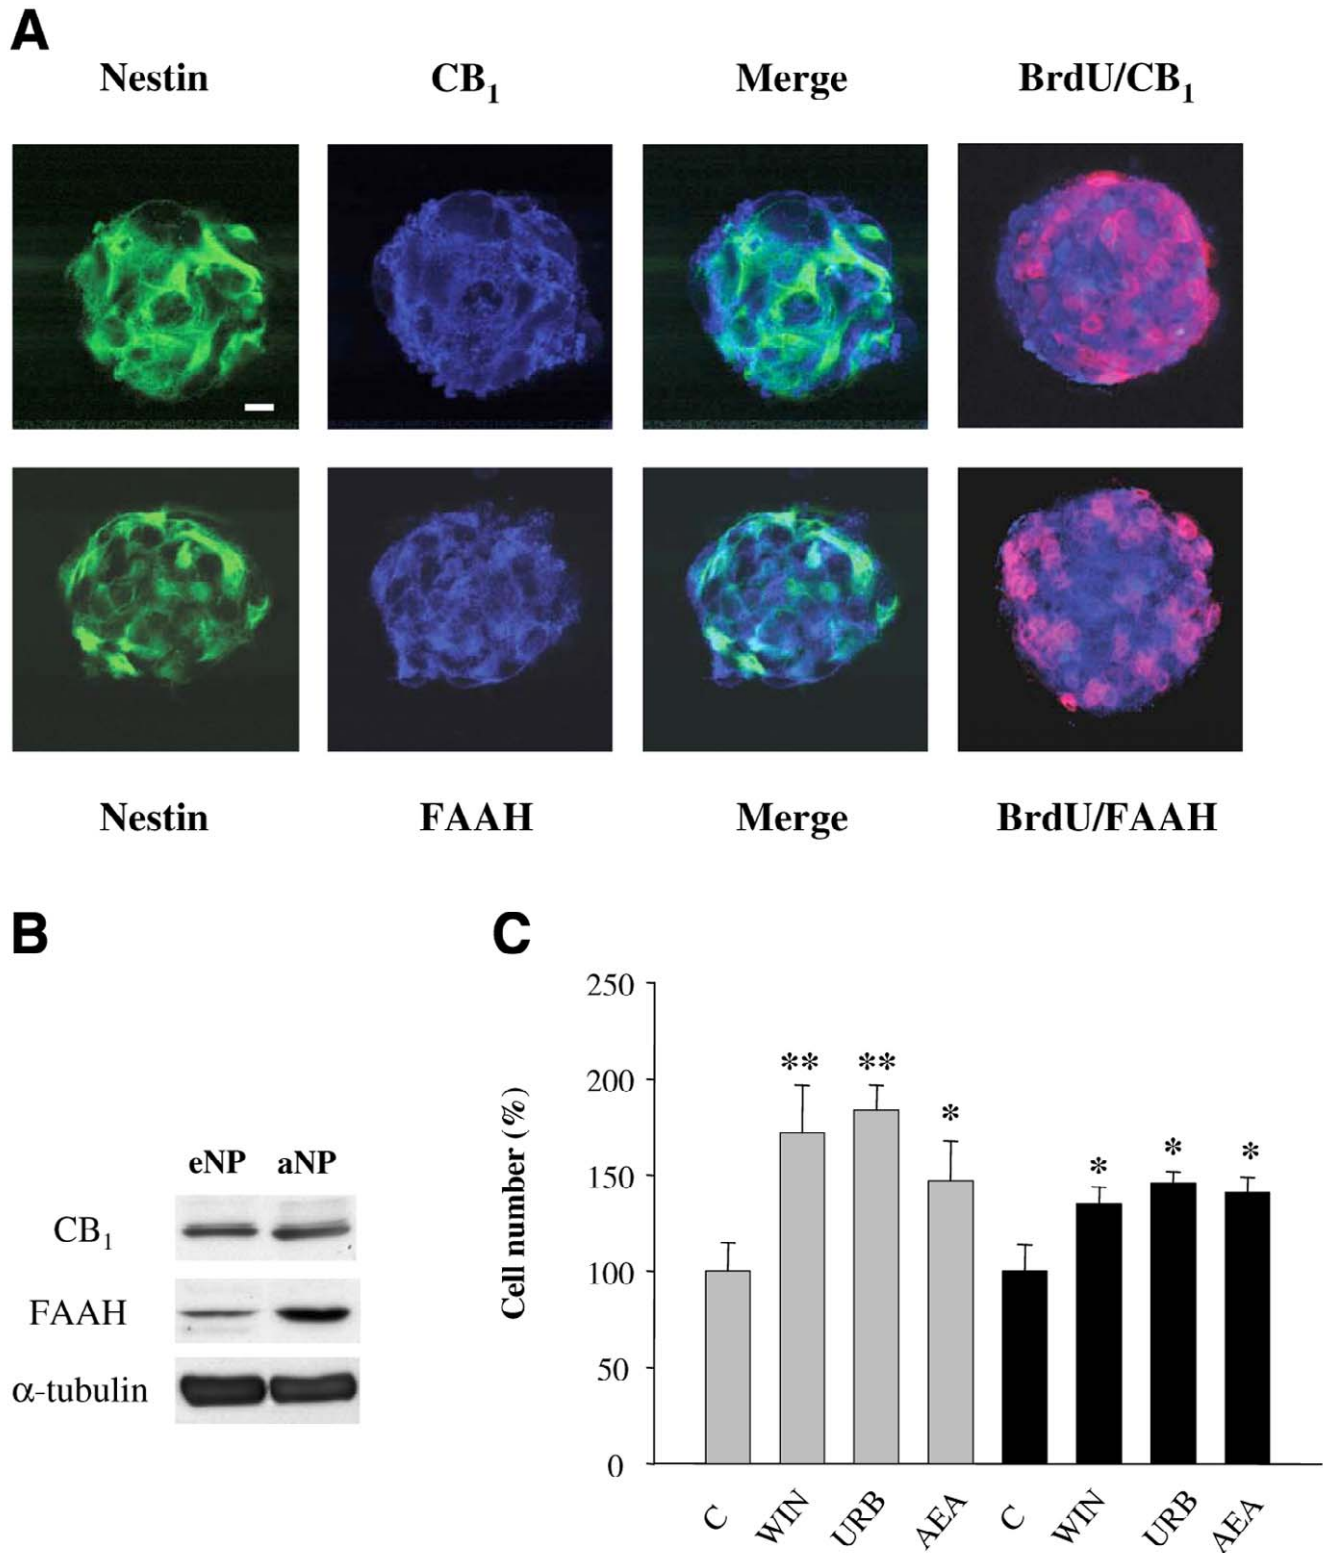 A
Nestin CB1 Merge BrdU/CB1
Nestin FAAH Merge BrdU/FAAH
B
eNP aNP
CB1
FAAH
α-tubulin
C
Cell number (%)
250
200
150
100
50
0
** ** * * * *
C WIN URB AEA C WIN URB AEA